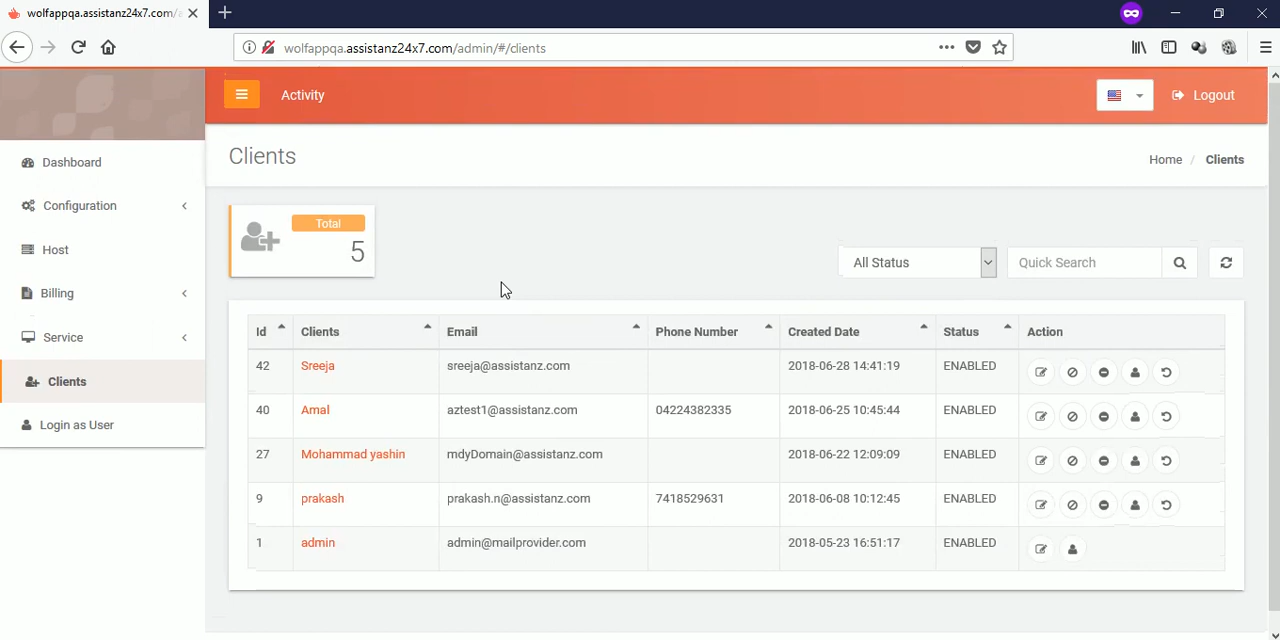 wolfappqa.assistanz24x7.com/a
wolfappqa.assistanz24x7.com/admin/#/clients
Activity
Logout
Clients
Home / Clients
Dashboard
Configuration
Host
Billing
Service
Clients
Login as User
Total
5
All Status
Quick Search
Id Clients Email Phone Number Created Date Status Action
42 Sreeja sreeja@assistanz.com 2018-06-28 14:41:19 ENABLED
40 Amal aztest1@assistanz.com 04224382335 2018-06-25 10:45:44 ENABLED
27 Mohammad yashin mdyDomain@assistanz.com 2018-06-22 12:09:09 ENABLED
9 prakash prakash.n@assistanz.com 7418529631 2018-06-08 10:12:45 ENABLED
1 admin admin@mailprovider.com 2018-05-23 16:51:17 ENABLED